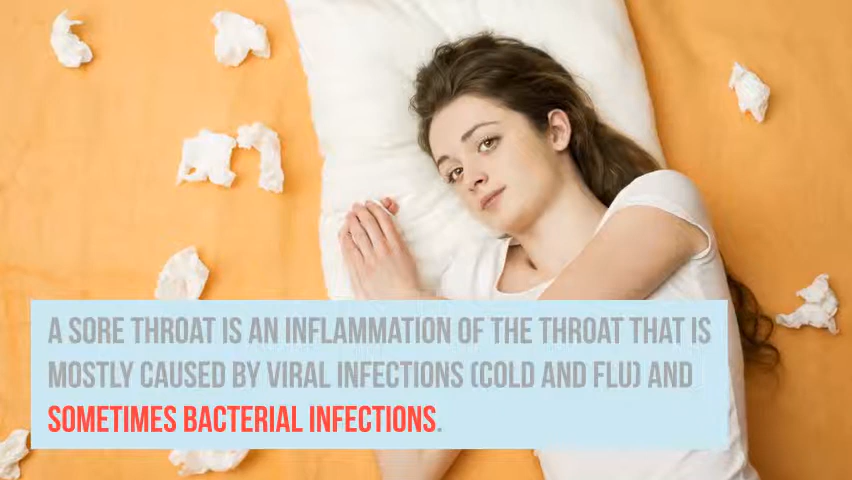 A SORE THROAT IS AN INFLAMMATION OF THE THROAT THAT IS
MOSTLY CAUSED BY VIRAL INFECTIONS (COLD AND FLU) AND
SOMETIMES BACTERIAL INFECTIONS.